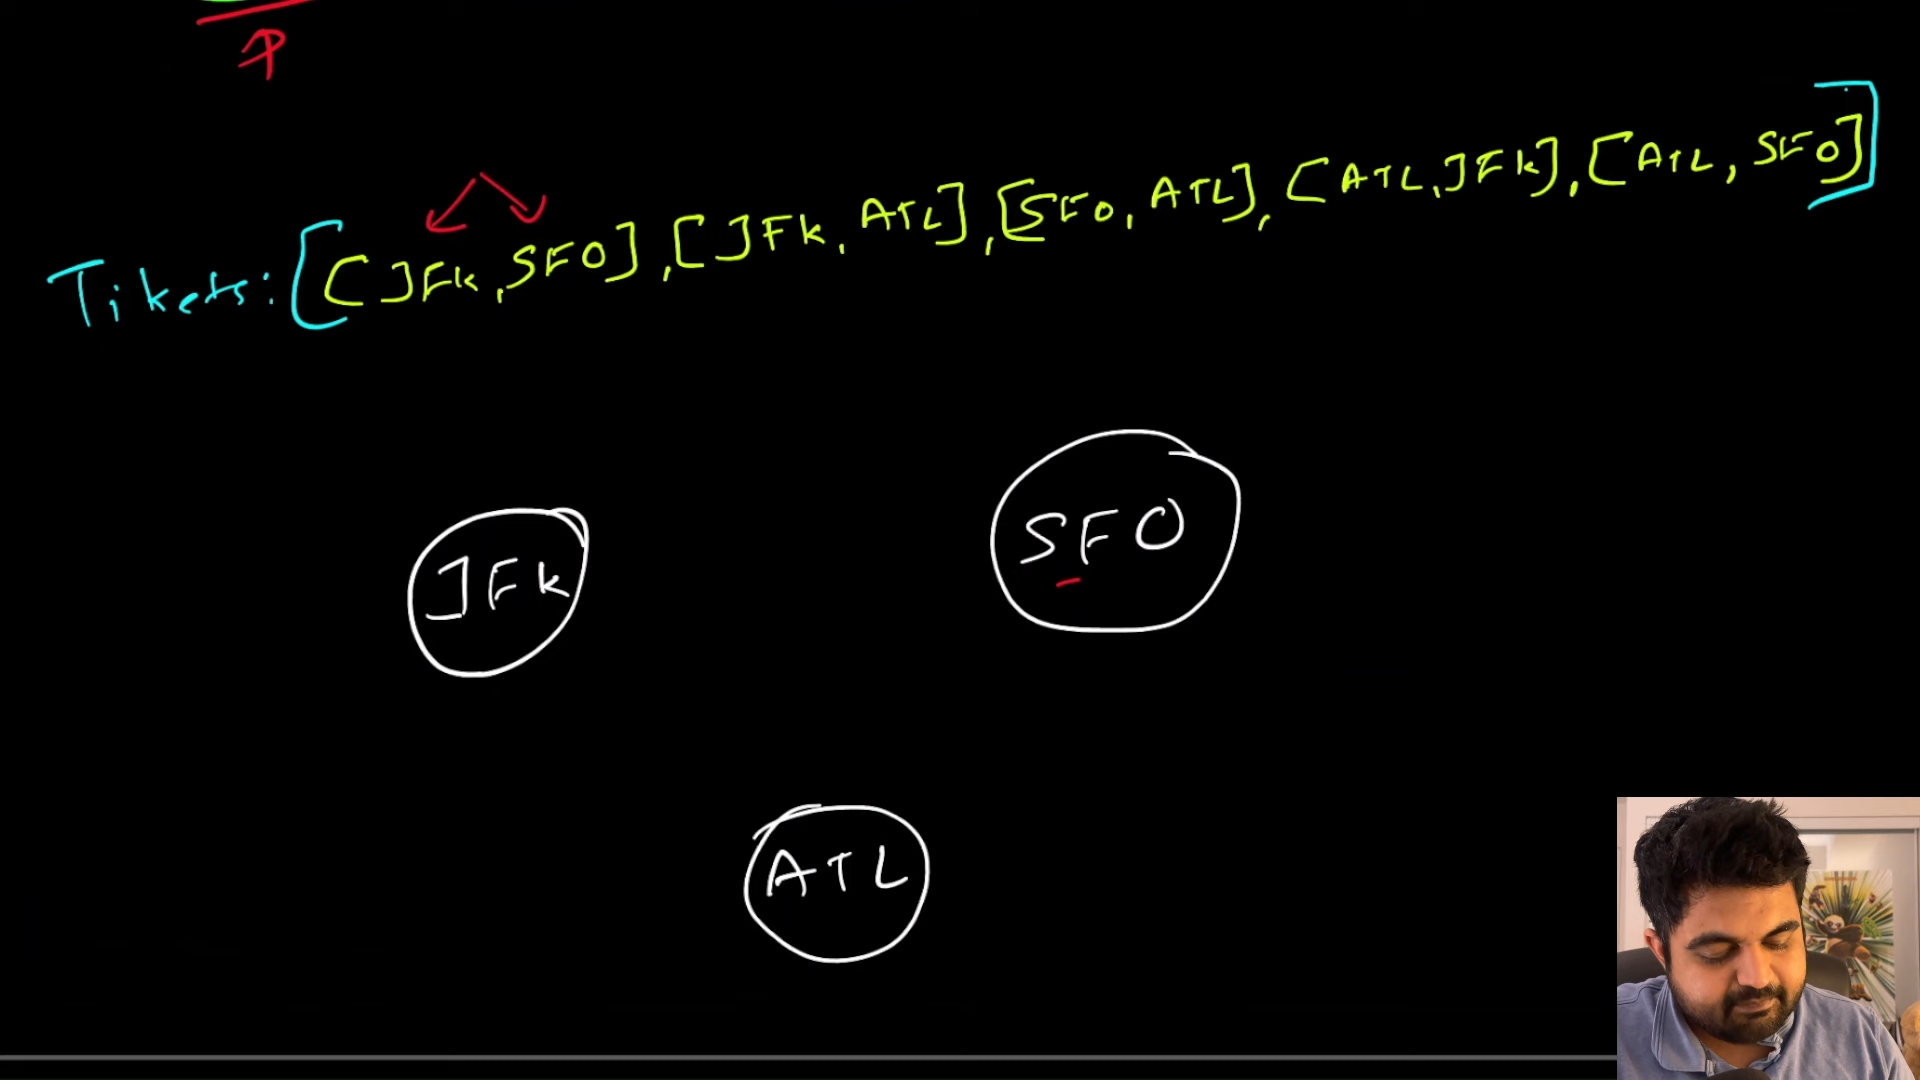 Tikets: [[JFK, SFO], [JFK, ATL], [SFO, ATL], [ATL, JFK], [ATL, SFO]]
JFK
SFO
ATL